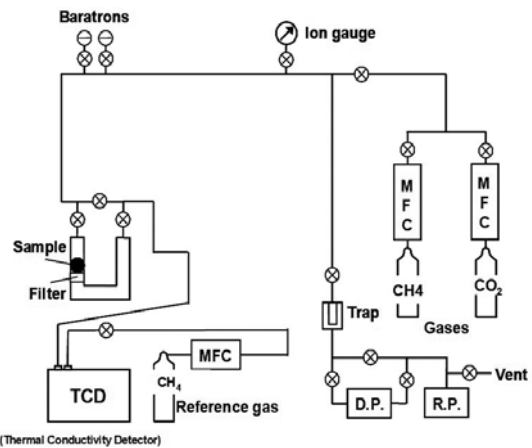 Baratrons
Ion gauge
M
F
C
M
F
C
Sample
Filter
CH4
CO2
Gases
Trap
MFC
CH4
Reference gas
TCD
D.P.
R.P.
Vent
(Thermal Conductivity Detector)